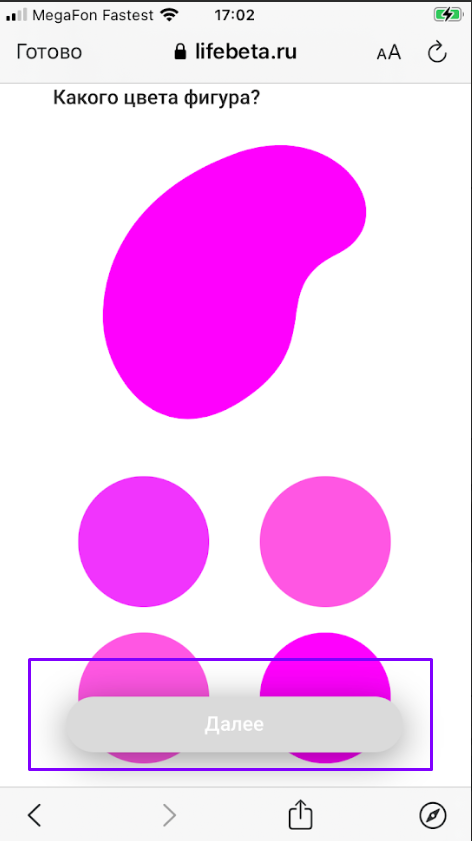 MegaFon Fastest 17:02
Готово lifebeta.ru AA
Какого цвета фигура?
Далее